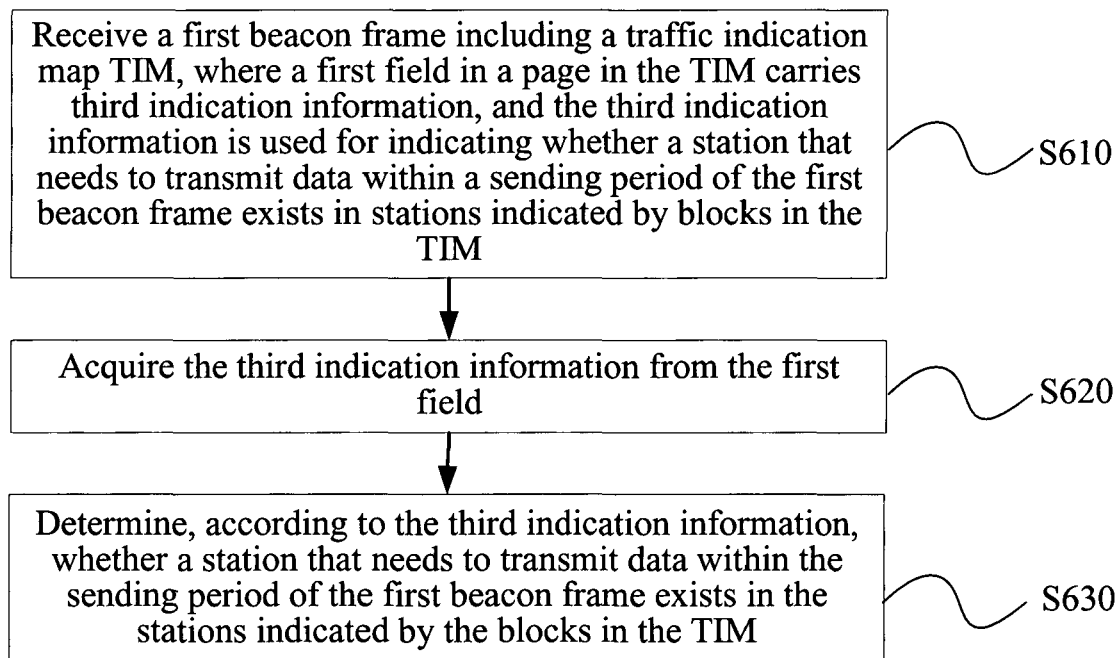 Receive a first beacon frame including a traffic indication
map TIM, where a first field in a page in the TIM carries
third indication information, and the third indication
information is used for indicating whether a station that
needs to transmit data within a sending period of the first
beacon frame exists in stations indicated by blocks in the
TIM
S610
Acquire the third indication information from the first
field
S620
Determine, according to the third indication information,
whether a station that needs to transmit data within the
sending period of the first beacon frame exists in the
stations indicated by the blocks in the TIM
S630